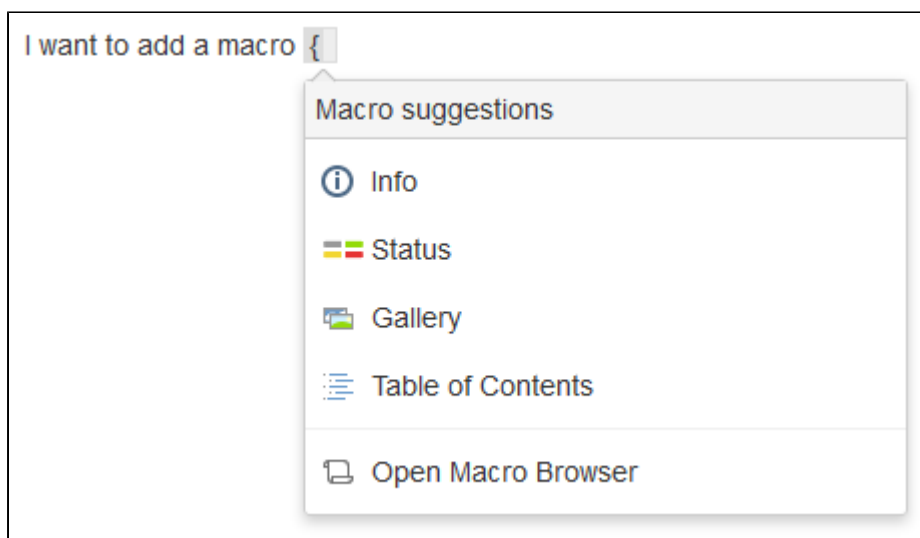 I want to add a macro {
Macro suggestions
Info
Status
Gallery
Table of Contents
Open Macro Browser